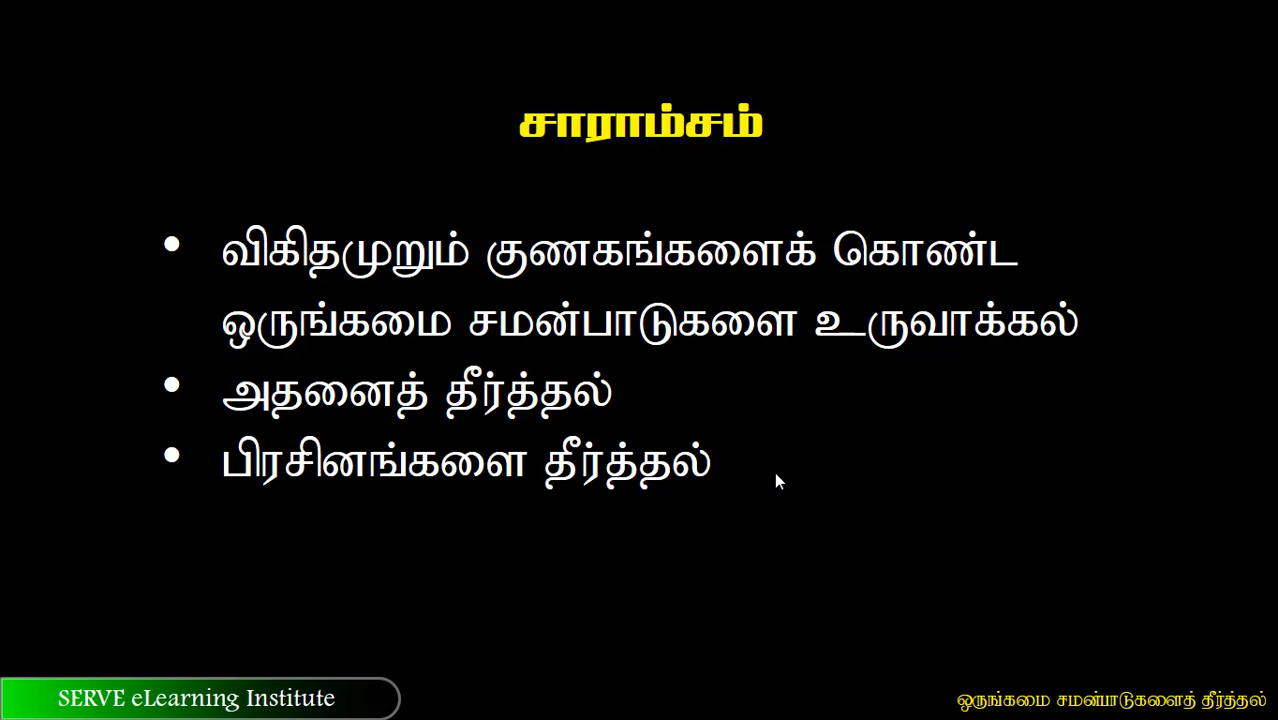 சாராம்சம்
• விகிதமுறும் குணகங்களைக் கொண்ட
ஒருங்கமை சமன்பாடுகளை உருவாக்கல்
• அதனைத் தீர்த்தல்
• பிரசினங்களை தீர்த்தல்
SERVE eLearning Institute
ஒருங்கமை சமன்பாடுகளைத் தீர்த்தல்